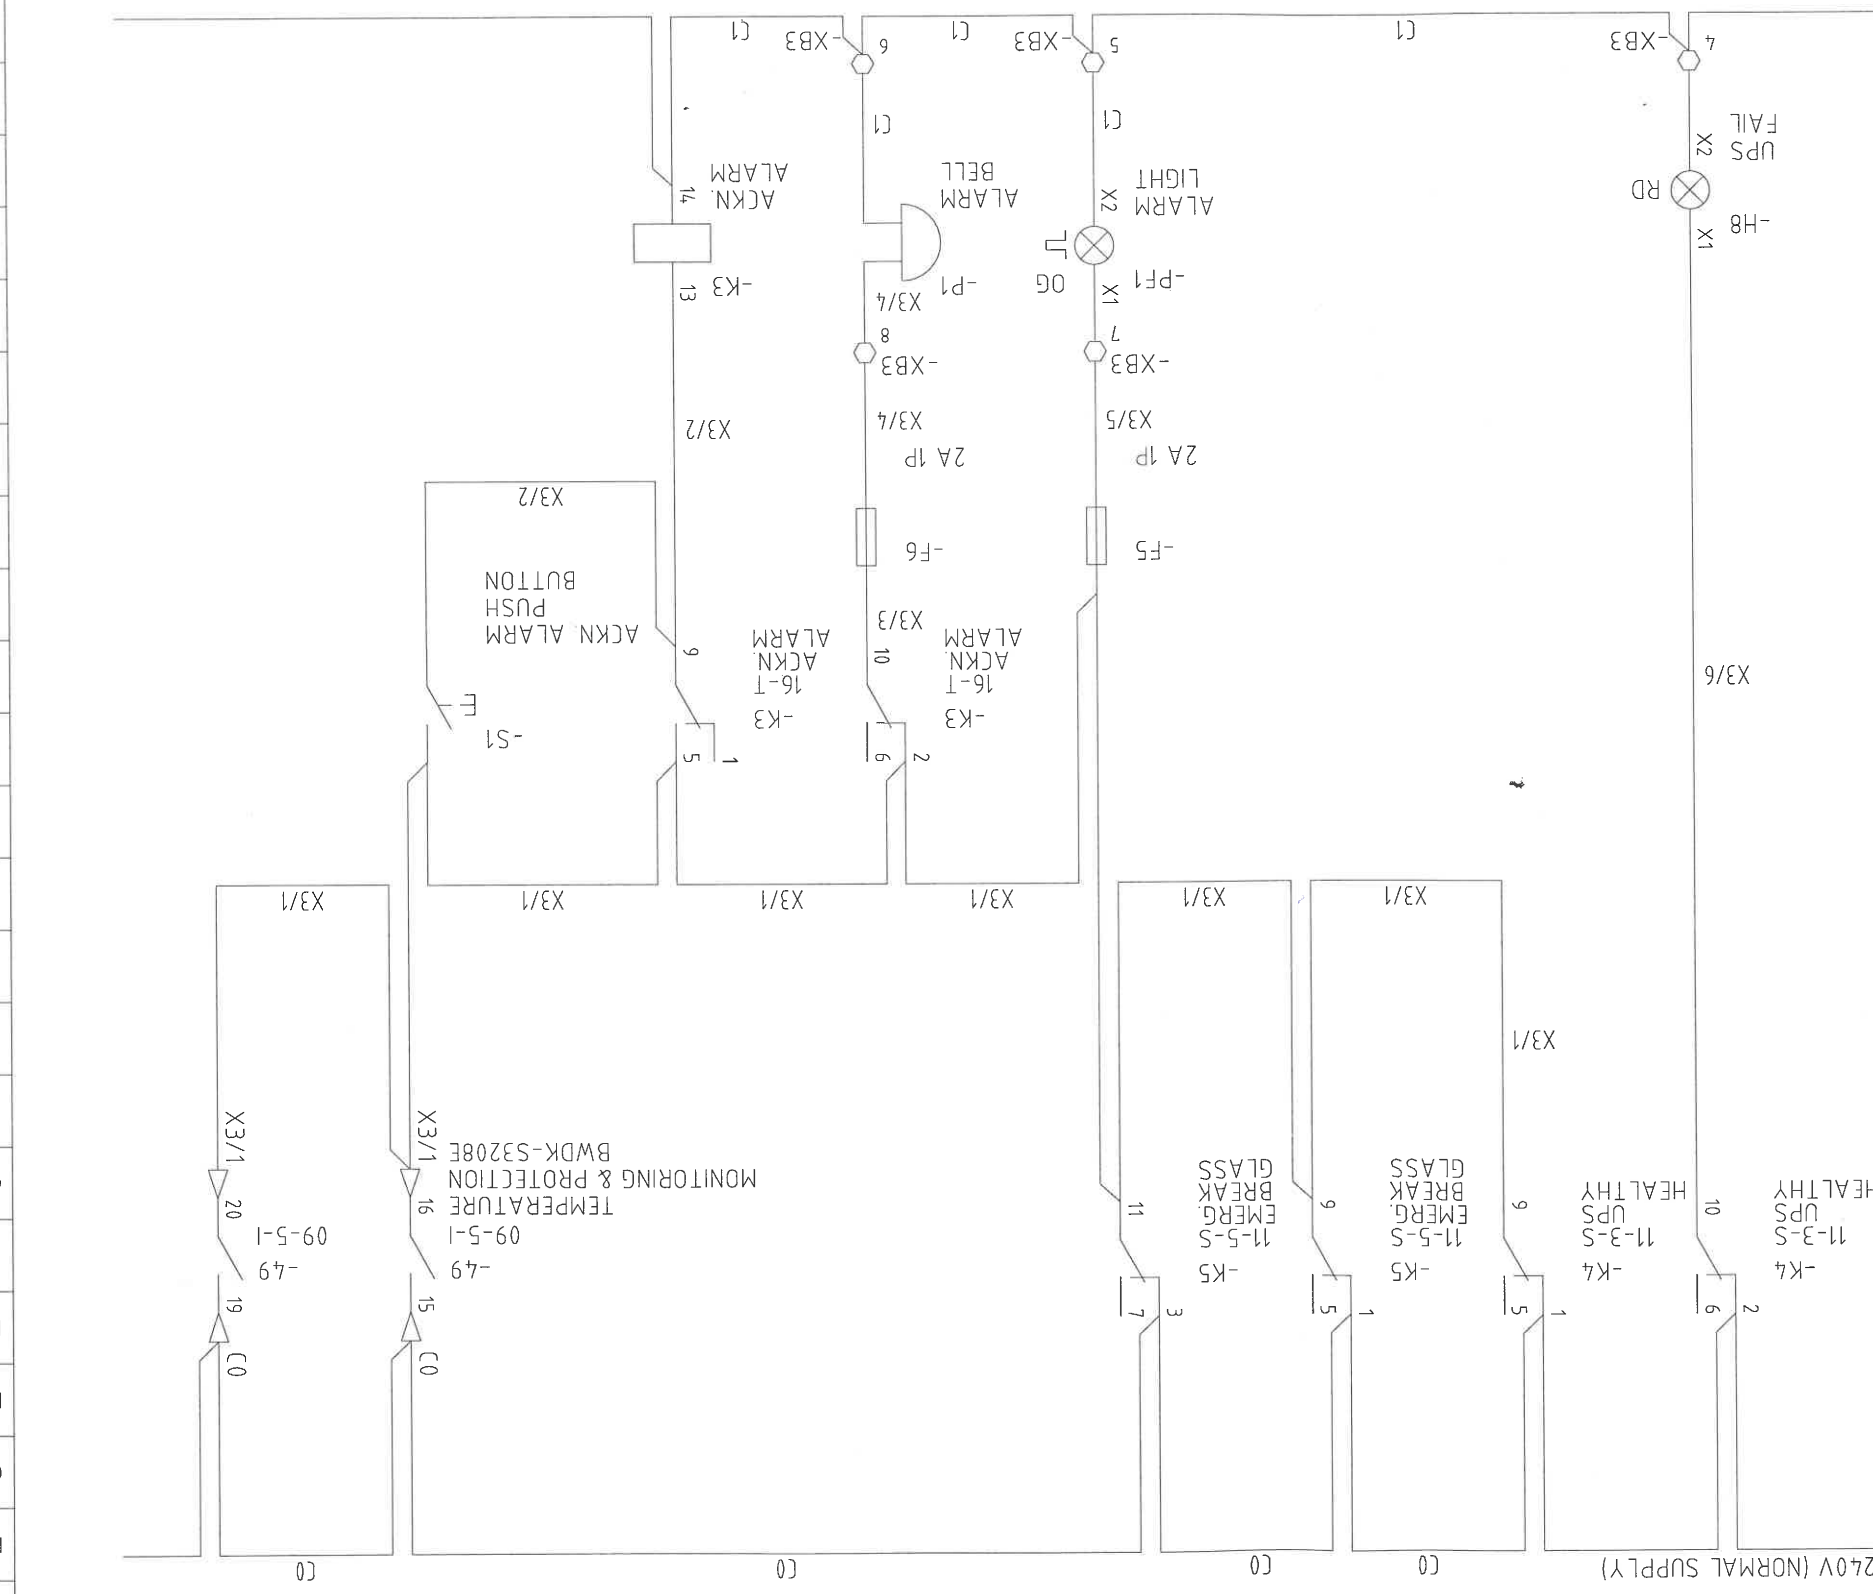 240V (NORMAL SUPPLY)
C0
C0
C0
C0
2
6
-K4
11-3-S
UPS
HEALTHY
10
1
5
-K4
11-3-S
UPS
HEALTHY
9
1
5
-K5
11-5-S
EMERG.
BREAK
GLASS
9
3
7
-K5
11-5-S
EMERG.
BREAK
GLASS
11
C0
15
-49
09-5-I
16
TEMPERATURE
MONITORING & PROTECTION
BWDK-S3208E
X3/1
C0
19
-49
09-5-I
20
X3/1
X3/1
X3/1
X3/1
X3/1
X3/1
X3/1
X3/1
X3/6
2
6
-K3
16-T
ACKN.
ALARM
10
1
5
-K3
16-T
ACKN.
ALARM
9
-S1
ACKN. ALARM
PUSH
BUTTON
X3/3
-F5
2A 1P
X3/5
-F6
2A 1P
X3/4
X3/2
X3/2
-XB3
7
-XB3
8
X3/4
-H8
X1
RD
X2
UPS
FAIL
-PF1
X1
OG
X2
ALARM
LIGHT
-P1
ALARM
BELL
-K3
13
14
ACKN.
ALARM
C1
C1
4
-XB3
5
-XB3
6
-XB3
C1
C1
C1